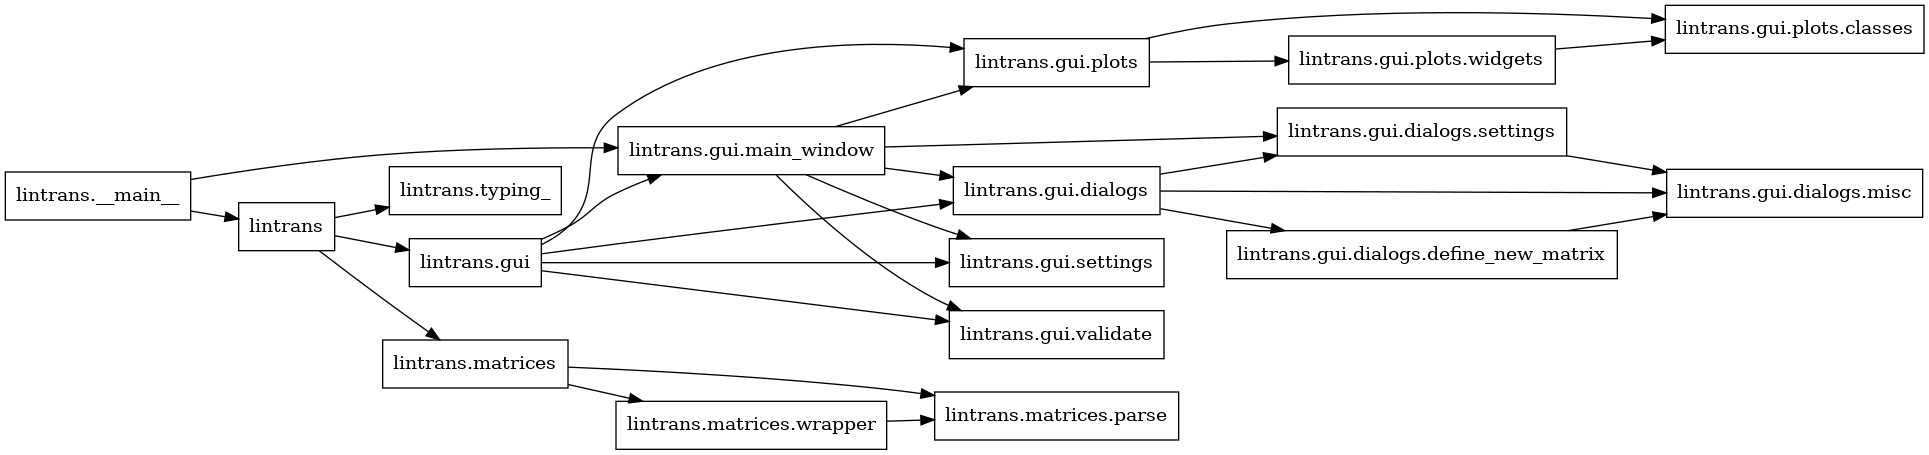 lintrans.__main__
lintrans
lintrans.typing_
lintrans.gui
lintrans.matrices
lintrans.gui.main_window
lintrans.matrices.wrapper
lintrans.gui.plots
lintrans.gui.dialogs
lintrans.gui.settings
lintrans.gui.validate
lintrans.matrices.parse
lintrans.gui.plots.widgets
lintrans.gui.dialogs.settings
lintrans.gui.dialogs.define_new_matrix
lintrans.gui.plots.classes
lintrans.gui.dialogs.misc